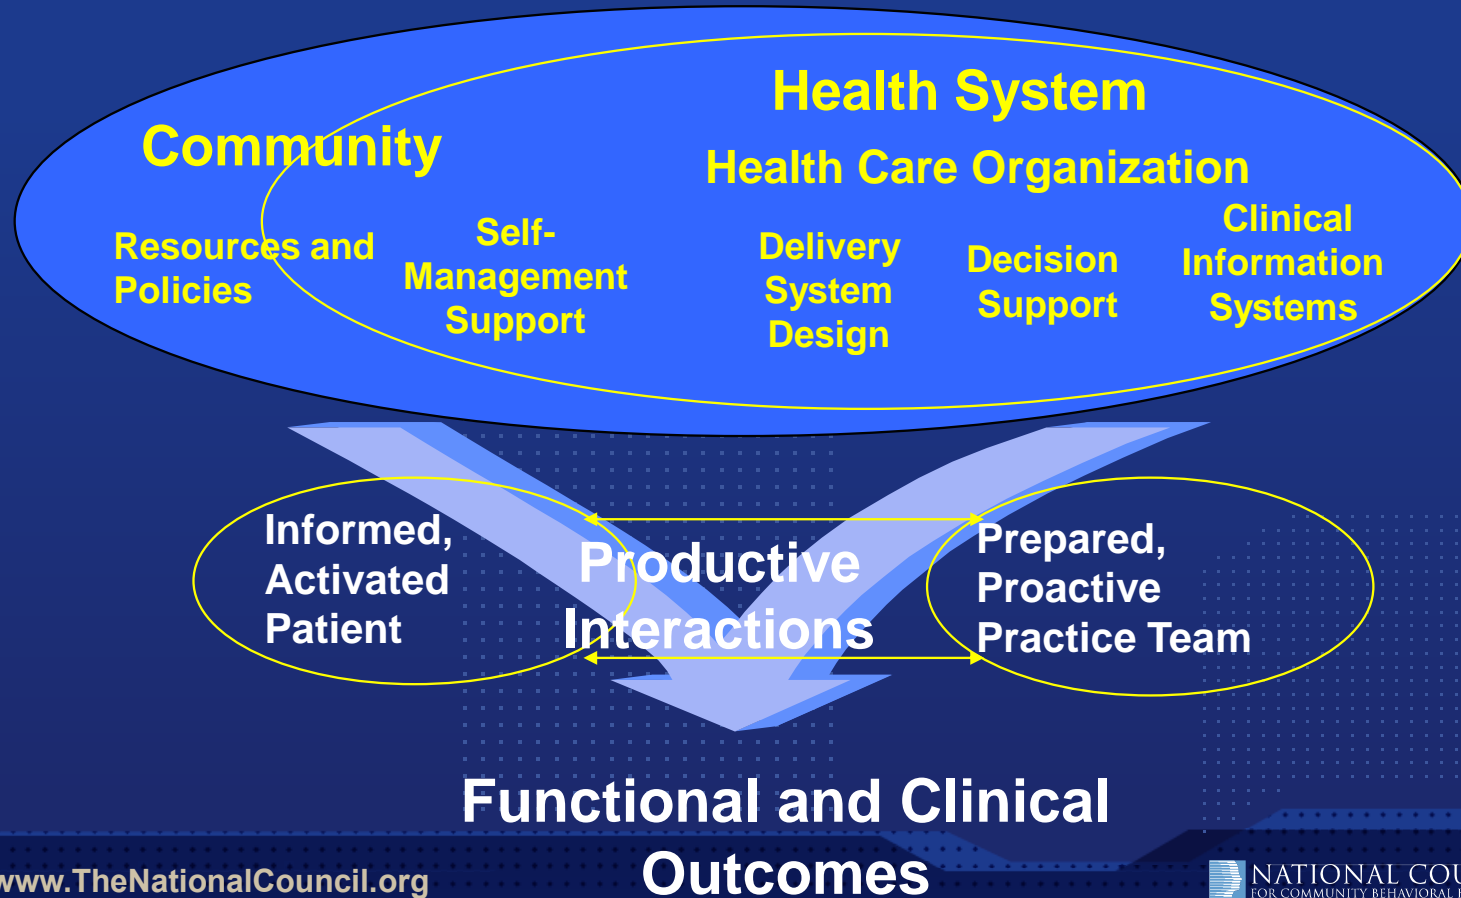 Health System
Community
Health Care Organization
Resources and
Policies
Self-
Management
Support
Delivery
System
Design
Decision
Support
Clinical
Information
Systems
Informed,
Activated
Patient
Productive
Interactions
Prepared,
Proactive
Practice Team
Functional and Clinical
Outcomes
www.TheNationalCouncil.org
NATIONAL COU
FOR COMMUNITY BEHAVIORAL